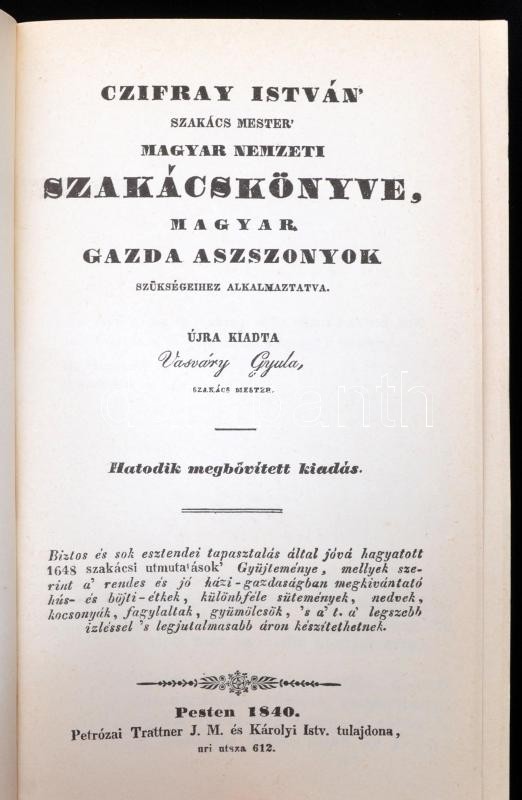 CZIFRAY ISTVÁN'
SZAKÁCS MESTER'
MAGYAR NEMZETI
SZAKÁCSKÖNYVE,
MAGYAR
GAZDA ASZSZONYOK
SZÜKSÉGEIHEZ ALKALMAZTATVA.
ÚJRA KIADTA
Vasváry Gyula,
SZAKÁCS MESTER.
Hatodik megbővitett kiadás.
Biztos és sok esztendei tapasztalás által jóvá hagyatott
1648 szakácsi utmutatások' Gyüjteménye, mellyek sze-
rint a' rendes és jó házi-gazdaságban megkivántató
hús- és böjti-étkek, különbféle sütemények, nedvek,
kocsonyák, fagylaltak, gyümölcsök, 's a' t. a' legszebb
izléssel 's legjutalmasabb áron készíttethetnek.
Pesten 1840.
Petrózai Trattner J. M. és Károlyi Istv. tulajdona,
uri utsza 612.